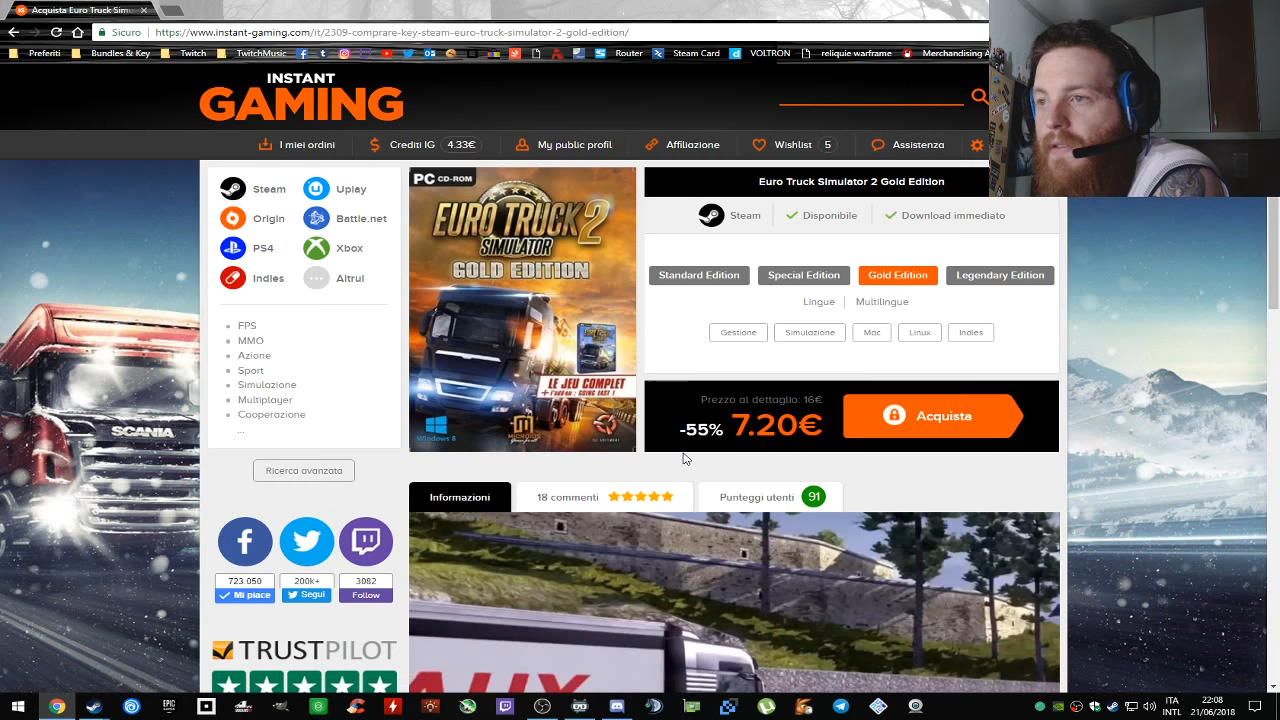 Acquista Euro Truck Simu
Sicuro
https://www.instant-gaming.com/it/2309-comprare-key-steam-euro-truck-simulator-2-gold-edition/
Preferiti
Bundles & Key
Twitch
TwitchMusic
Router
Steam Card
VOLTRON
reliquie warframe
Merchandising A
INSTANT
GAMING
I miei ordini
Crediti IG
4.33€
My public profil
Affiliazione
Wishlist
5
Assistenza
Steam
Uplay
Origin
Battle.net
PS4
Xbox
Indies
Altrui
FPS
MMO
Azione
Sport
Simulazione
Multiplayer
Cooperazione
...
Ricerca avanzata
723.050
200k+
3082
Mi piace
Segui
Follow
TRUSTPILOT
PC CD-ROM
EURO TRUCK 2
SIMULATOR
GOLD EDITION
LE JEU COMPLET
Windows 8
SCANIA
Euro Truck Simulator 2 Gold Edition
Steam
Disponibile
Download immediato
Standard Edition
Special Edition
Gold Edition
Legendary Edition
Lingue
Multilingue
Gestione
Simulazione
Mac
Linux
Indies
Prezzo al dettaglio: 16€
-55%
7.20€
Acquista
Informazioni
18 commenti
Punteggi utenti
91
EPIC
GAMES
ITA
INTL
22:08
21/06/2018